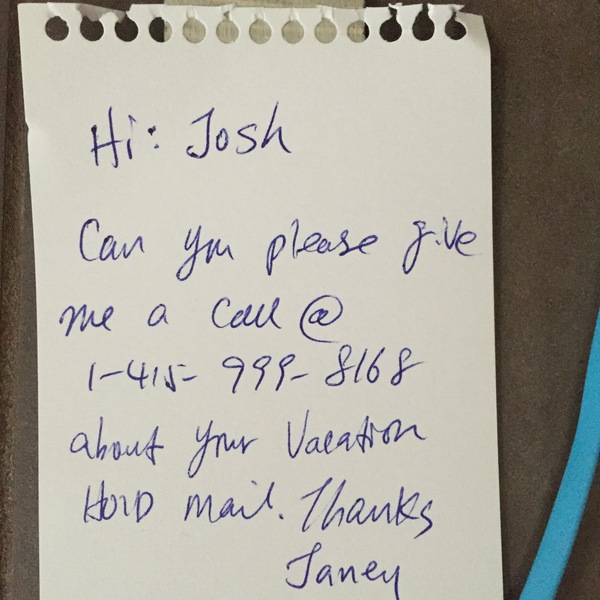 Hi: Josh
Can you please give
me a call @
1-415-999-8168
about your Vacation
HOlD mail. Thanks
Janey